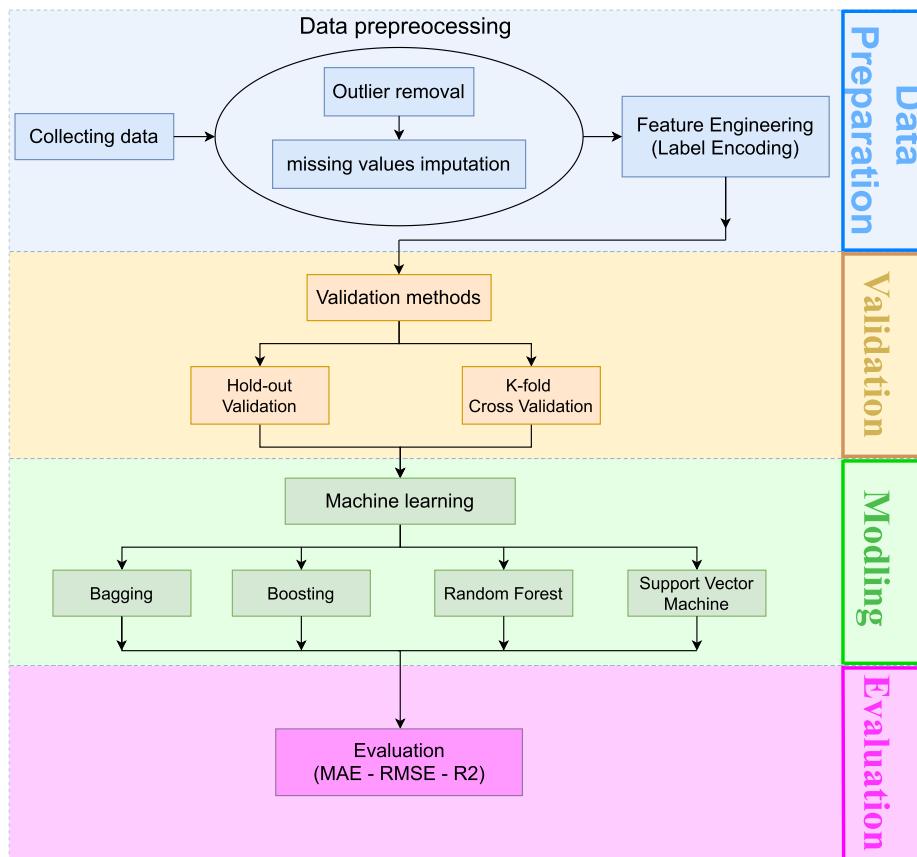 Data prepreocessing
Outlier removal
Collecting data
missing values imputation
Feature Engineering
(Label Encoding)
Data
Preparation
Validation methods
Hold-out
Validation
K-fold
Cross Validation
Validation
Machine learning
Bagging
Boosting
Random Forest
Support Vector
Machine
Modling
Evaluation
(MAE - RMSE - R2)
Evaluation